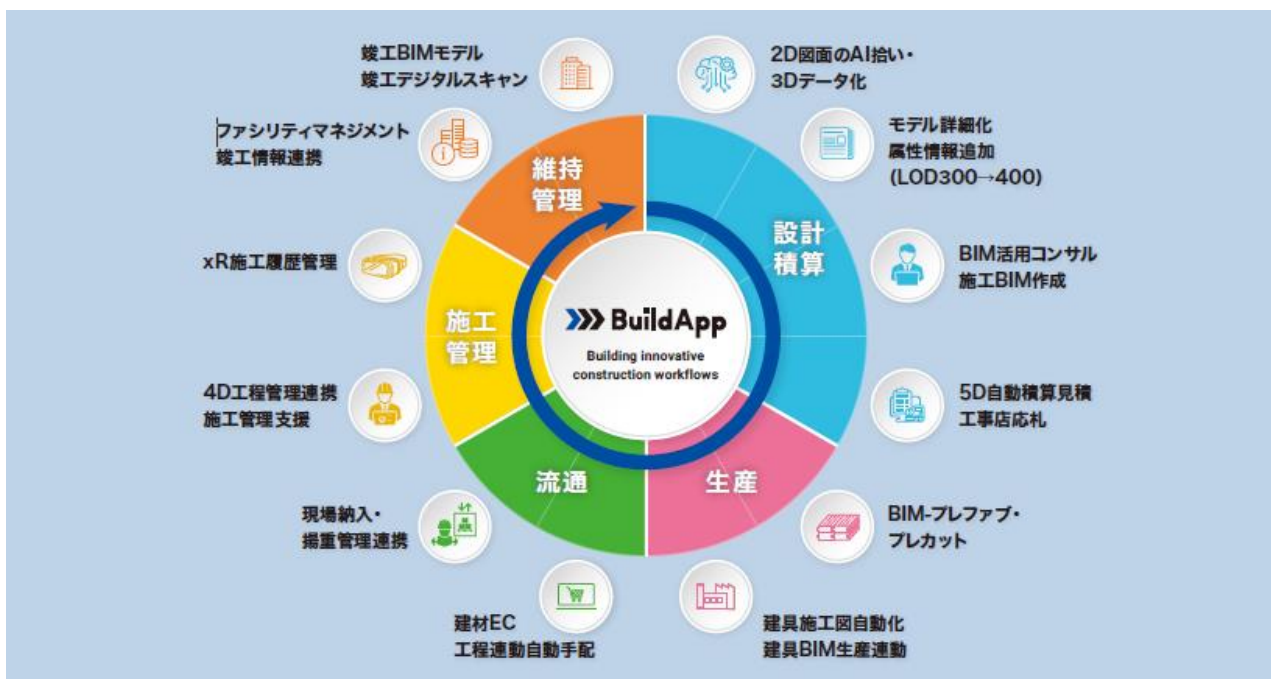 竣工BIMモデル
竣工デジタルスキャン
2D図面のAI拾い・
3Dデータ化
ファシリティマネジメント
竣工情報連携
モデル詳細化
属性情報追加
(LOD300→400)
維持
管理
設計
積算
xR施工履歴管理
BIM活用コンサル
施工BIM作成
施工
管理
BuildApp
Building innovative
construction workflows
4D工程管理連携
施工管理支援
5D自動積算見積
工事店応札
流通
生産
現場納入・
揚重管理連携
BIM-プレファブ・
プレカット
建材EC
工程連動自動手配
建具施工図自動化
建具BIM生産連動